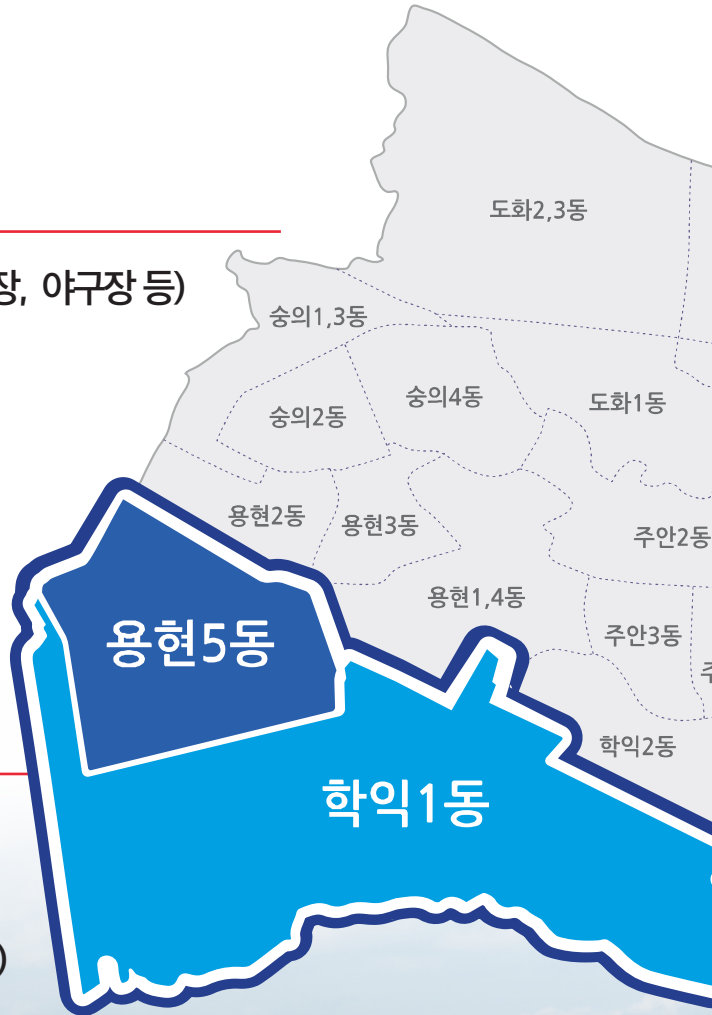 도화2,3동
장, 야구장 등)
숭의1,3동
숭의4동
도화1동
숭의2동
용현2동
용현3동
주안2동
용현1,4동
용현5동
주안3동
학익2동
학익1동
)